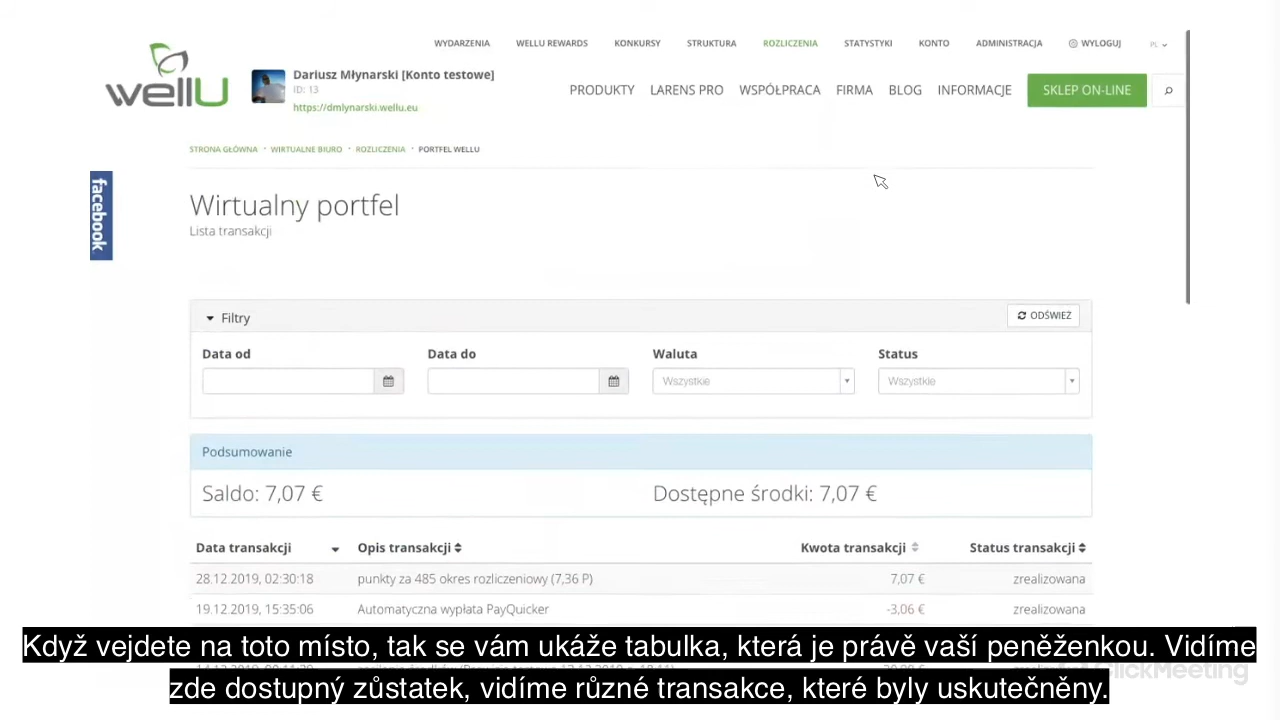 WYDARZENIA WELLU REWARDS KONKURSY STRUKTURA ROZLICZENIA STATYSTYKI KONTO ADMINISTRACJA WYLOGUJ PL
wellU
Dariusz Młynarski [Konto testowe]
ID: 13
https://dmlynarski.wellu.eu
PRODUKTY LARENS PRO WSPÓŁPRACA FIRMA BLOG INFORMACJE SKLEP ON-LINE
STRONA GŁÓWNA • WIRTUALNE BIURO • ROZLICZENIA • PORTFEL WELLU
facebook
Wirtualny portfel
Lista transakcji
Filtry ODŚWIEŻ
Data od Data do Waluta Status
Wszystkie Wszystkie
Podsumowanie
Saldo: 7,07 € Dostępne środki: 7,07 €
Data transakcji Opis transakcji Kwota transakcji Status transakcji
28.12.2019, 02:30:18 punkty za 485 okres rozliczeniowy (7,36 P) 7,07 € zrealizowana
19.12.2019, 15:35:06 Automatyczna wypłata PayQuicker -3,06 € zrealizowana
Když vejdete na toto místo, tak se vám ukáže tabulka, která je právě vaší peněženkou. Vidíme
zde dostupný zůstatek, vidíme různé transakce, které byly uskutečněny.
ClickMeeting